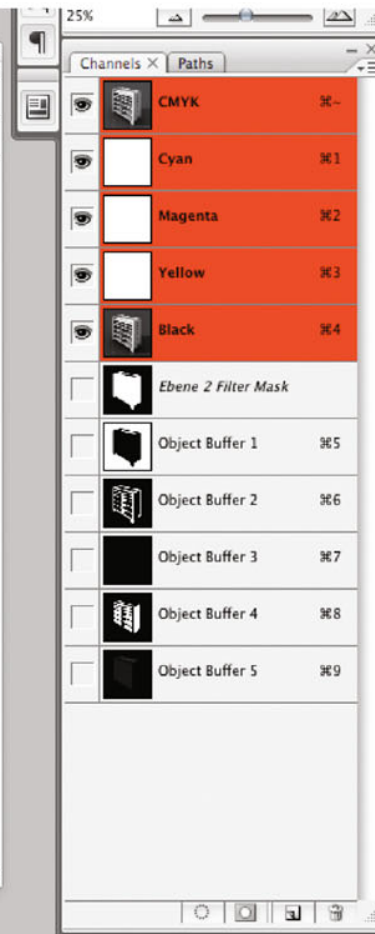 25%
Channels × Paths
CMYK ⌘~
Cyan ⌘1
Magenta ⌘2
Yellow ⌘3
Black ⌘4
Ebene 2 Filter Mask
Object Buffer 1 ⌘5
Object Buffer 2 ⌘6
Object Buffer 3 ⌘7
Object Buffer 4 ⌘8
Object Buffer 5 ⌘9